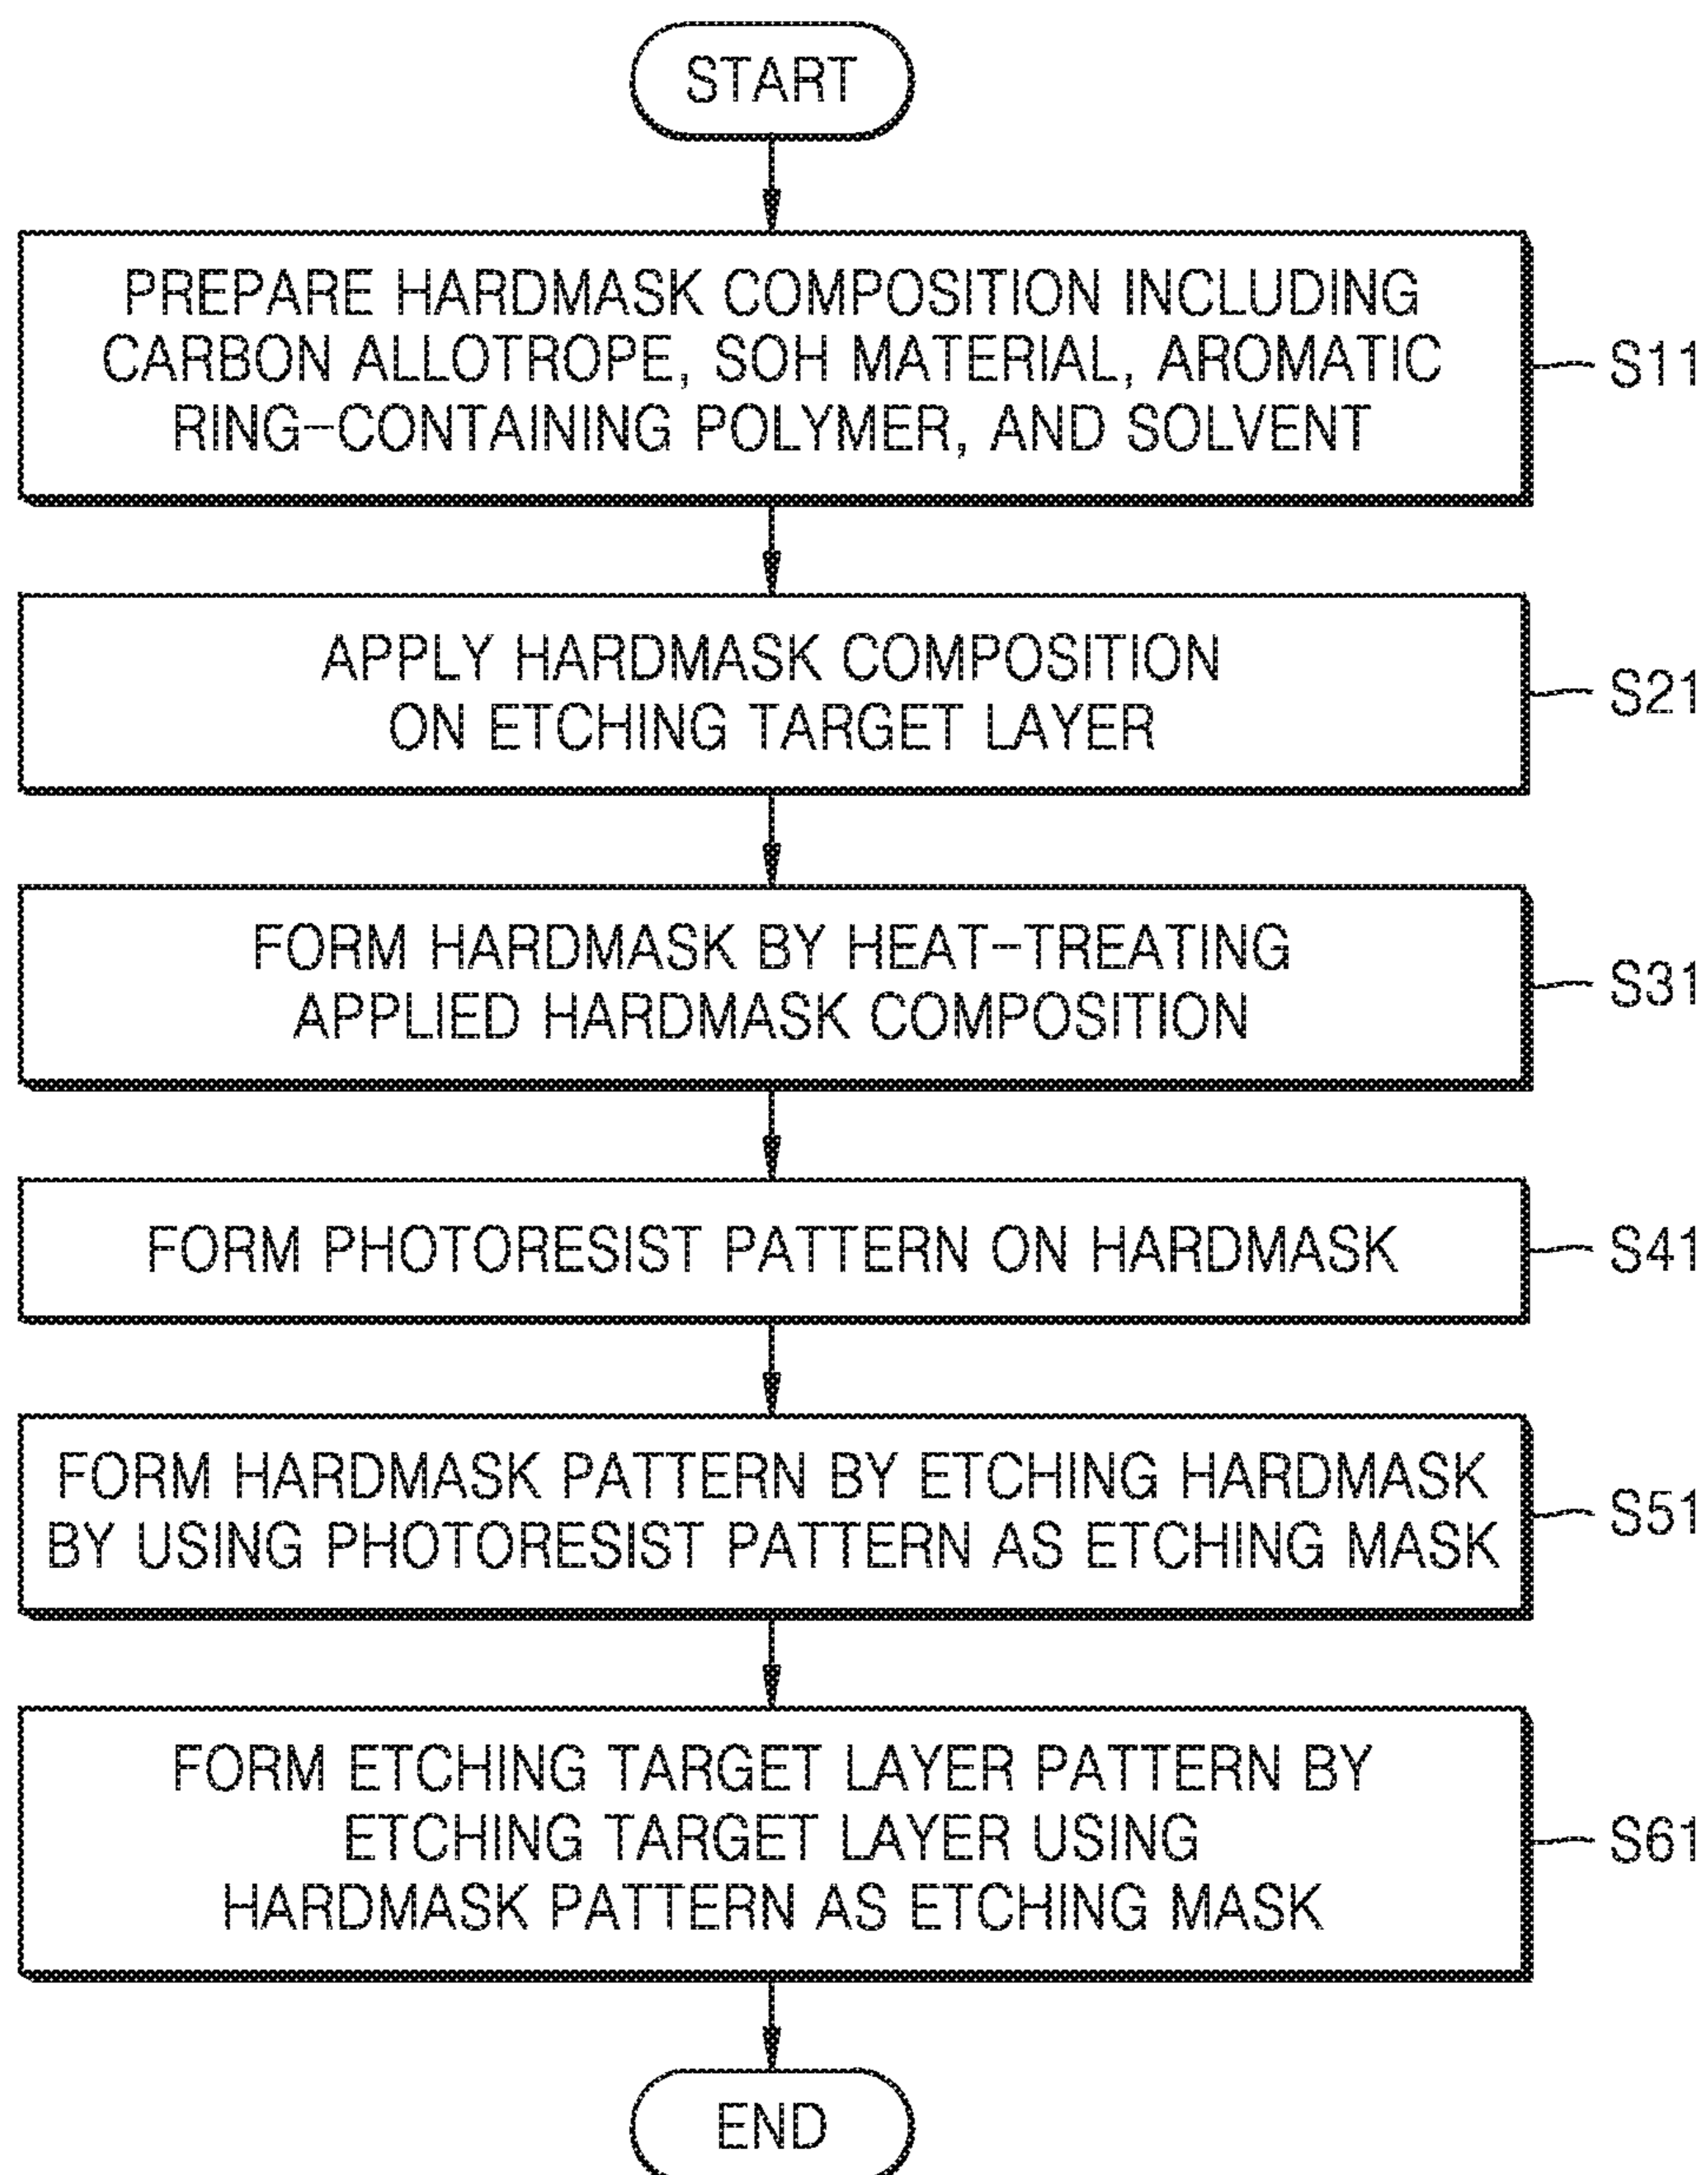 START
PREPARE HARDMASK COMPOSITION INCLUDING
CARBON ALLOTROPE, SOH MATERIAL, AROMATIC
RING-CONTAINING POLYMER, AND SOLVENT
S11
APPLY HARDMASK COMPOSITION
ON ETCHING TARGET LAYER
S21
FORM HARDMASK BY HEAT-TREATING
APPLIED HARDMASK COMPOSITION
S31
FORM PHOTORESIST PATTERN ON HARDMASK
S41
FORM HARDMASK PATTERN BY ETCHING HARDMASK
BY USING PHOTORESIST PATTERN AS ETCHING MASK
S51
FORM ETCHING TARGET LAYER PATTERN BY
ETCHING TARGET LAYER USING
HARDMASK PATTERN AS ETCHING MASK
S61
END